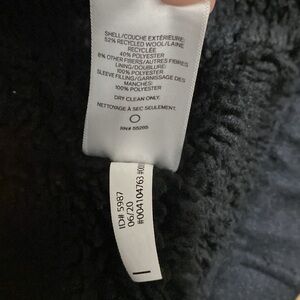 SHELL/COUCHE EXTÉRIEURE:
52% RECYCLED WOOL/LAINE
RECYCLÉE
40% POLYESTER
8% OTHER FIBERS/AUTRES FIBRES
LINING/DOUBLURE:
100% POLYESTER
SLEEVE FILLING/GARNISSAGE DES
MANCHES:
100% POLYESTER
DRY CLEAN ONLY.
NETTOYAGE À SEC SEULEMENT.
RN# 55285
ID# 5987
06/20
#004104763